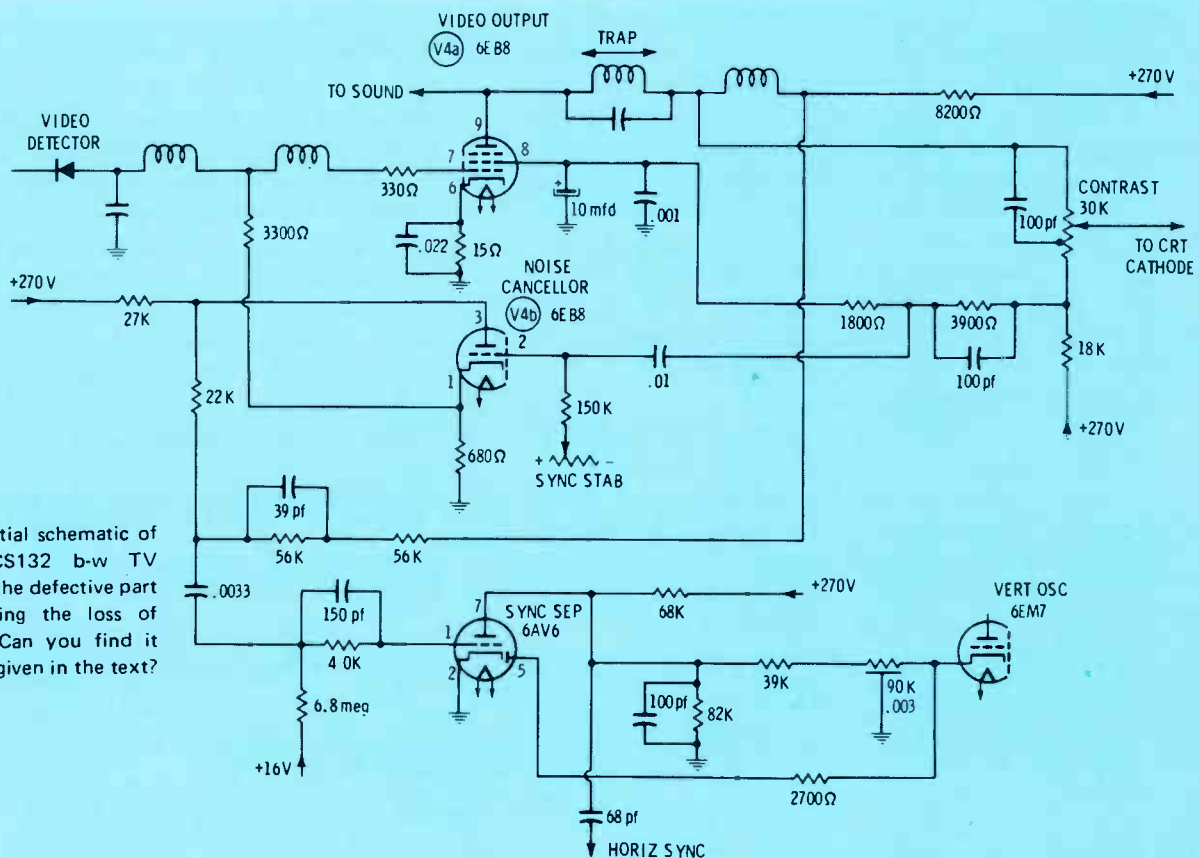 VIDEO OUTPUT
V4a 6EB8
TRAP
TO SOUND
+270V
8200Ω
VIDEO
DETECTOR
9
7
8
6
330Ω
10 mfd
+
.001
100 pf
CONTRAST
30K
TO CRT
CATHODE
3300Ω
.022
15Ω
NOISE
CANCELLOR
V4b 6EB8
+270V
27K
3
2
1
1800Ω
3900Ω
.01
100 pf
18K
22K
150K
+270V
680Ω
+ -
SYNC STAB
39 pf
56K
56K
tial schematic of
CS132 b-w TV
he defective part
ing the loss of
Can you find it
given in the text?
.0033
150 pf
SYNC SEP
6AV6
7
+270V
68K
VERT OSC
6EM7
1
2
5
4 0K
39K
90K
.003
6.8 meg
100 pf
82K
+16V
2700Ω
68 pf
HORIZ SYNC